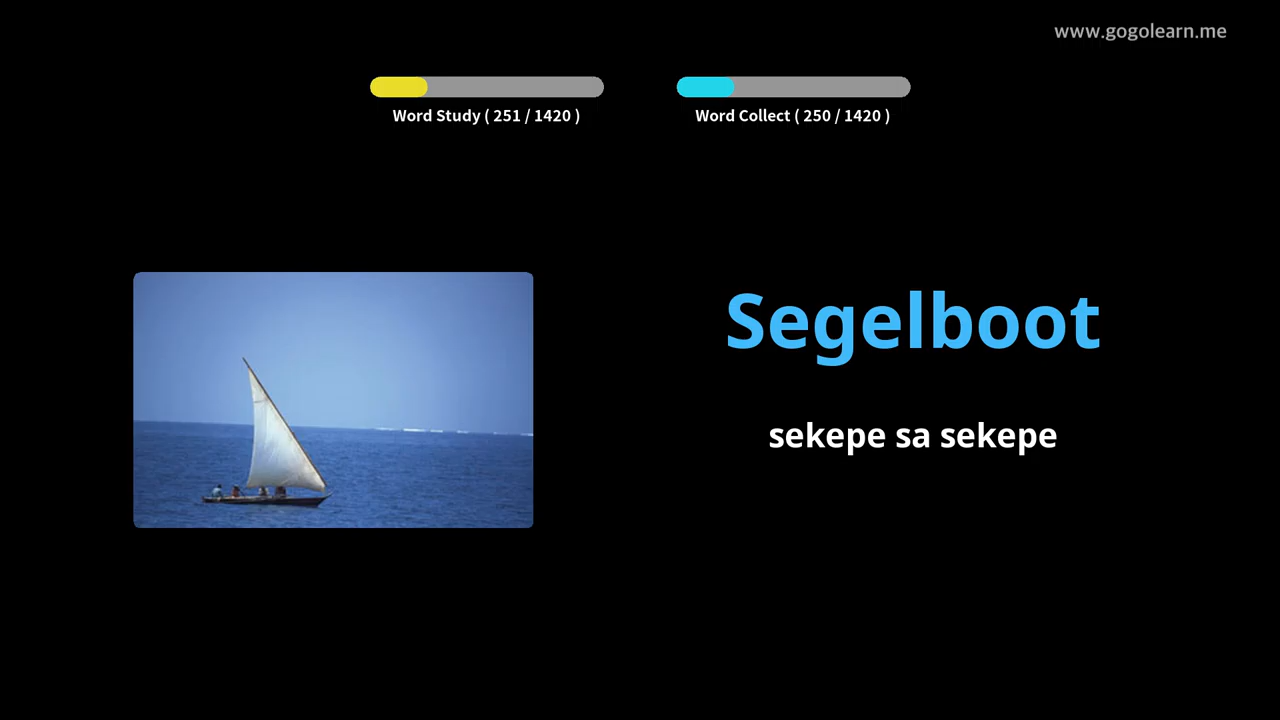 www.gogolearn.me
Word Study ( 251 / 1420 )
Word Collect ( 250 / 1420 )
Segelboot
sekepe sa sekepe